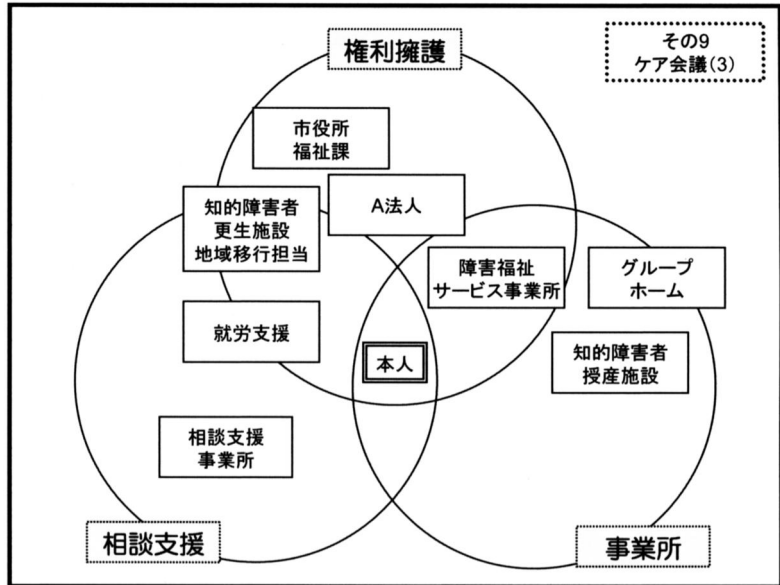 権利擁護
その9
ケア会議(3)
市役所
福祉課
知的障害者
更生施設
地域移行担当
A法人
障害福祉
サービス事業所
グループ
ホーム
就労支援
本人
知的障害者
授産施設
相談支援
事業所
相談支援
事業所